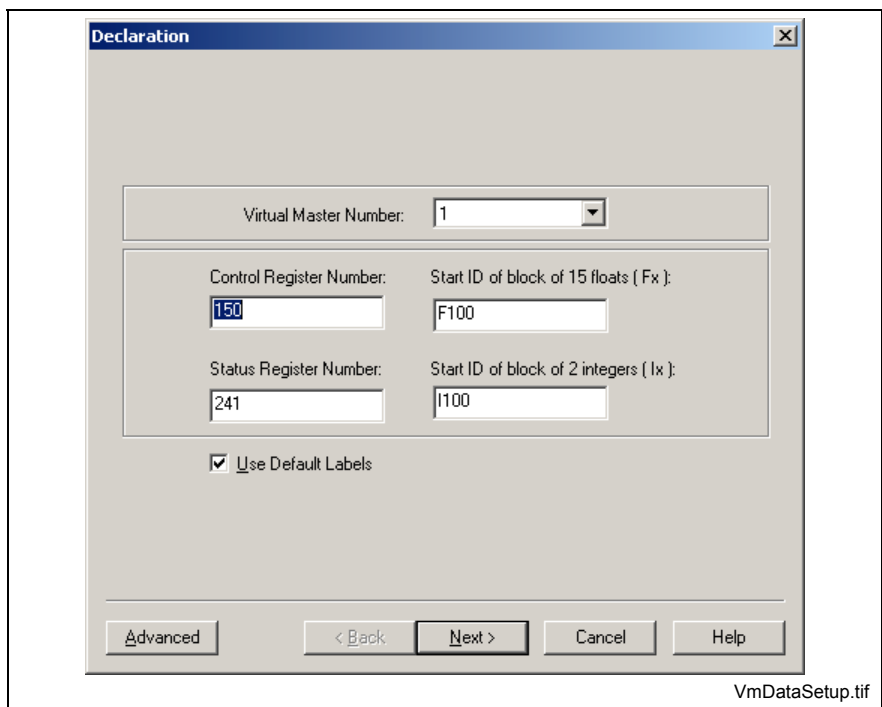 Declaration
Virtual Master Number: 1
Control Register Number: Start ID of block of 15 floats ( Fx ):
150 F100
Status Register Number: Start ID of block of 2 integers ( Ix ):
241 I100
Use Default Labels
Advanced < Back Next > Cancel Help
VmDataSetup.tif